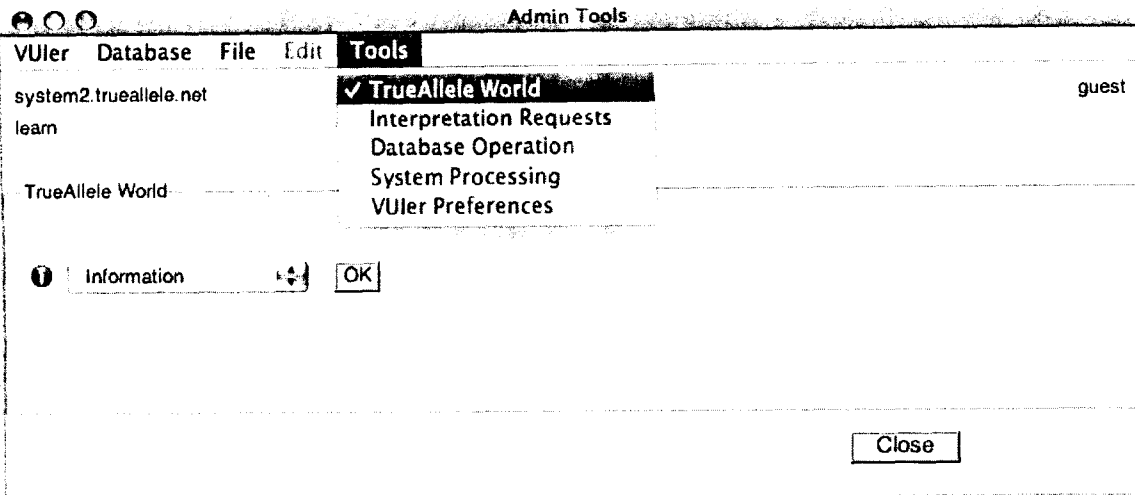 Admin Tools
VUIer Database File Edit Tools
system2.trueallele.net
✓ TrueAllele World
guest
learn
Interpretation Requests
Database Operation
System Processing
VUIer Preferences
TrueAllele World
Information
OK
Close